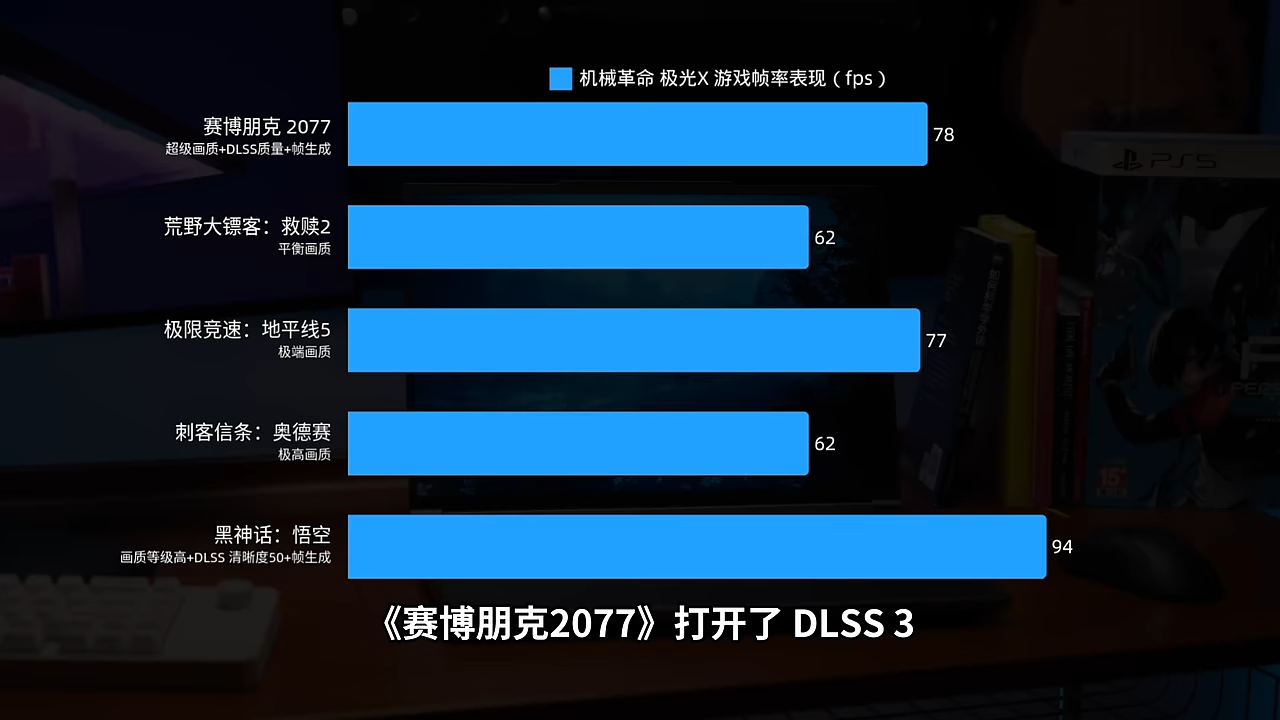 机械革命 极光X 游戏帧率表现（fps）
赛博朋克 2077
超级画质+DLSS质量+帧生成
78
荒野大镖客：救赎2
平衡画质
62
极限竞速：地平线5
极端画质
77
刺客信条：奥德赛
极高画质
62
黑神话：悟空
画质等级高+DLSS 清晰度50+帧生成
94
《赛博朋克2077》打开了 DLSS 3
PS5
15